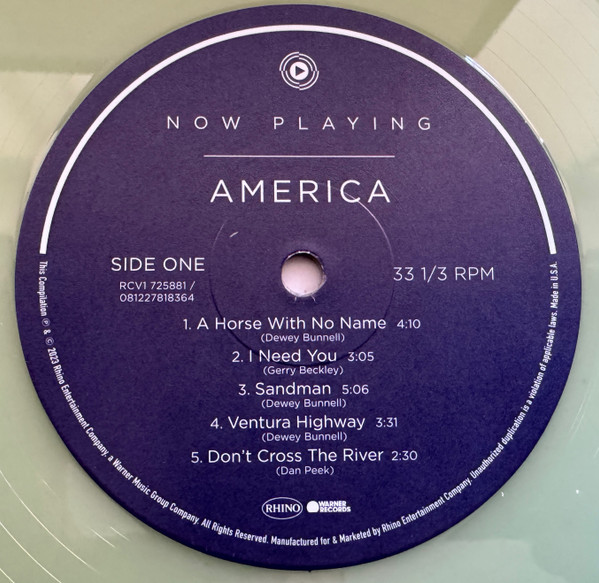 NOW PLAYING
AMERICA
SIDE ONE
RCV1 725881 /
081227818364
33 1/3 RPM
1. A Horse With No Name 4:10
(Dewey Bunnell)
2. I Need You 3:05
(Gerry Beckley)
3. Sandman 5:06
(Dewey Bunnell)
4. Ventura Highway 3:31
(Dewey Bunnell)
5. Don't Cross The River 2:30
(Dan Peek)
RHINO
WARNER
RECORDS
This Compilation ℗ & © 2023 Rhino Entertainment Company, a Warner Music Group Company. All Rights Reserved. Manufactured for & Marketed by Rhino Entertainment Company. Unauthorized duplication is a violation of applicable laws. Made in U.S.A.